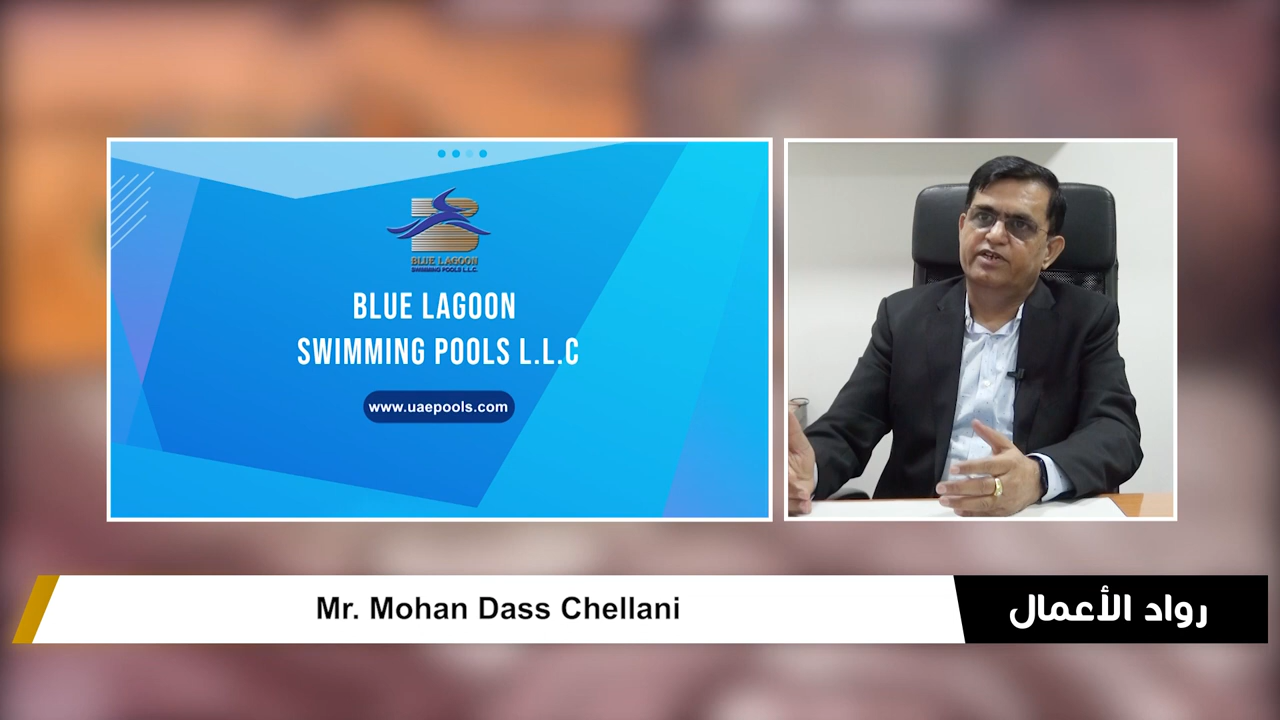 BLUE LAGOON
SWIMMING POOLS L.L.C.
BLUE LAGOON
SWIMMING POOLS L.L.C
www.uaepools.com
Mr. Mohan Dass Chellani
رواد الأعمال